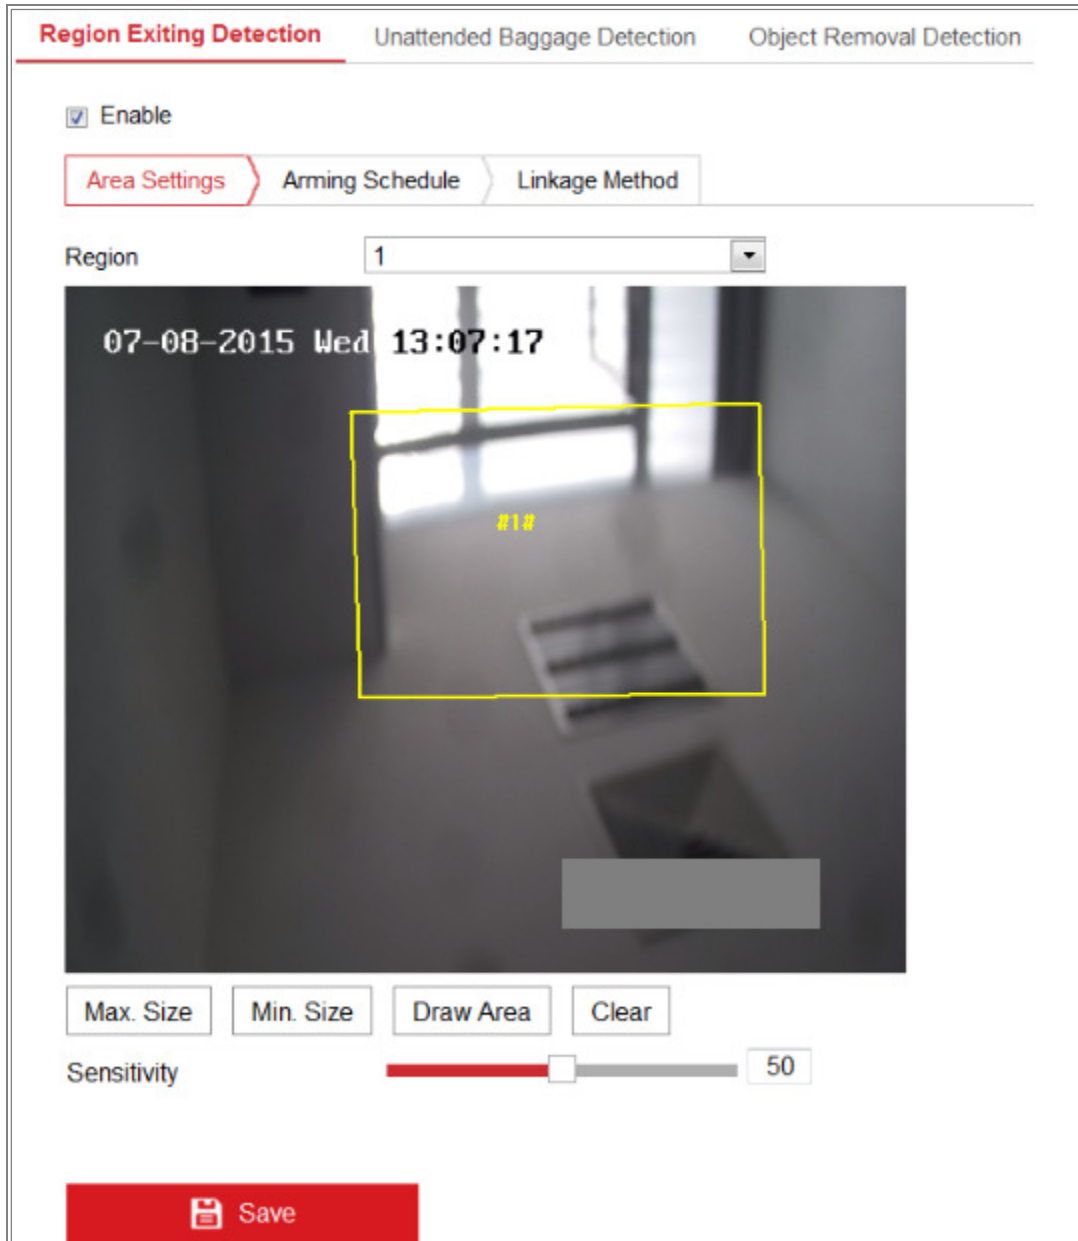 Region Exiting Detection Unattended Baggage Detection Object Removal Detection
Enable
Area Settings Arming Schedule Linkage Method
Region 1
07-08-2015 Wed 13:07:17
#1#
Max. Size Min. Size Draw Area Clear
Sensitivity 50
Save